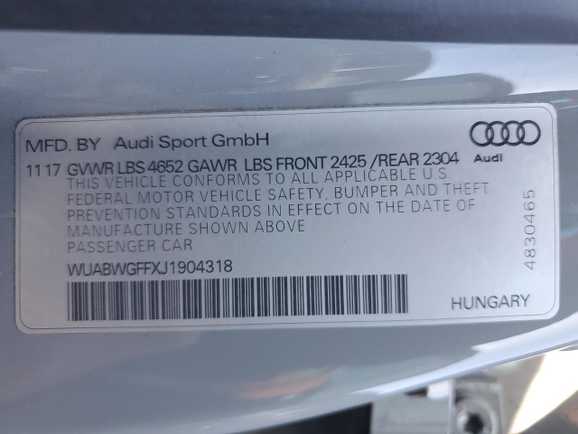 MFD. BY Audi Sport GmbH
11 17 GVWR LBS 4652 GAWR LBS FRONT 2425 / REAR 2304
THIS VEHICLE CONFORMS TO ALL APPLICABLE U.S.
FEDERAL MOTOR VEHICLE SAFETY, BUMPER AND THEFT
PREVENTION STANDARDS IN EFFECT ON THE DATE OF
MANUFACTURE SHOWN ABOVE
PASSENGER CAR
WUABWGFFXJ1904318
Audi
4830465
HUNGARY